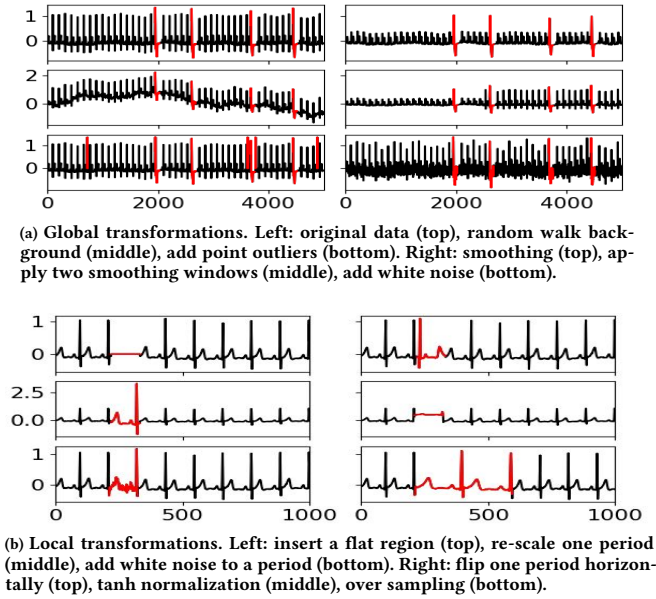 1
0
2
0
1
0
0 2000 4000 0 2000 4000
(a) Global transformations. Left: original data (top), random walk back-
ground (middle), add point outliers (bottom). Right: smoothing (top), ap-
ply two smoothing windows (middle), add white noise (bottom).
1
0
2.5
0.0
1
0
0 500 1000 0 500 1000
(b) Local transformations. Left: insert a flat region (top), re-scale one period
(middle), add white noise to a period (bottom). Right: flip one period horizon-
tally (top), tanh normalization (middle), over sampling (bottom).